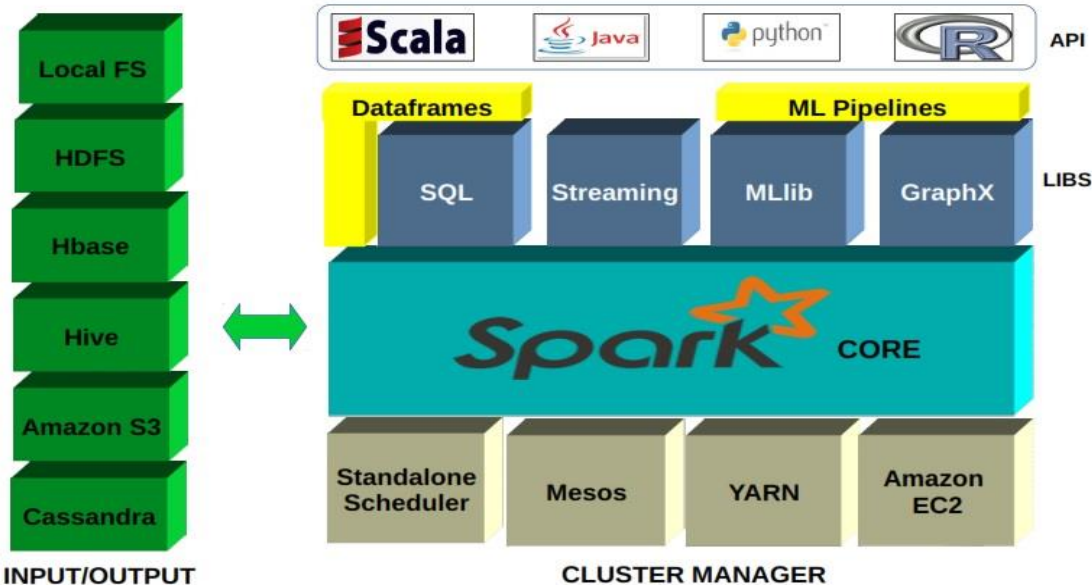 Local FS
HDFS
Hbase
Hive
Amazon S3
Cassandra
INPUT/OUTPUT
Scala
Java
python
R
API
Dataframes
ML Pipelines
SQL
Streaming
MLlib
GraphX
LIBS
Spark CORE
Standalone
Scheduler
Mesos
YARN
Amazon
EC2
CLUSTER MANAGER